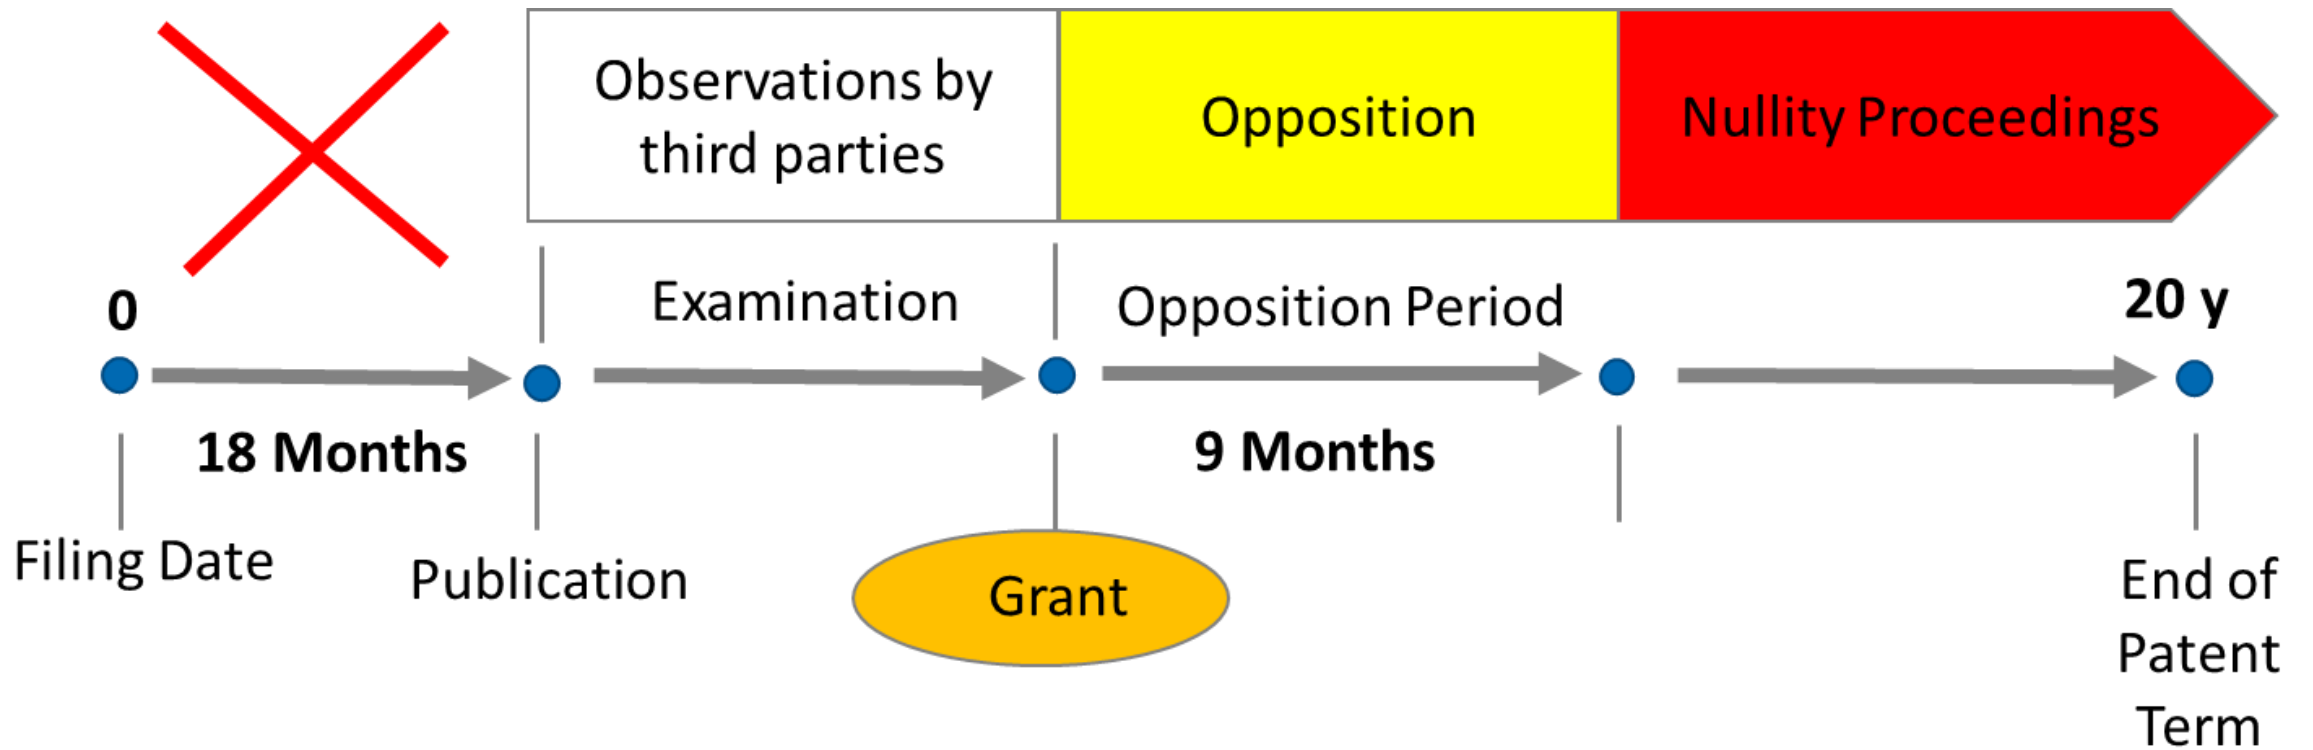 Observations by
third parties
Opposition
Nullity Proceedings
0
Examination
Opposition Period
20 y
18 Months
9 Months
Filing Date
Publication
Grant
End of
Patent
Term